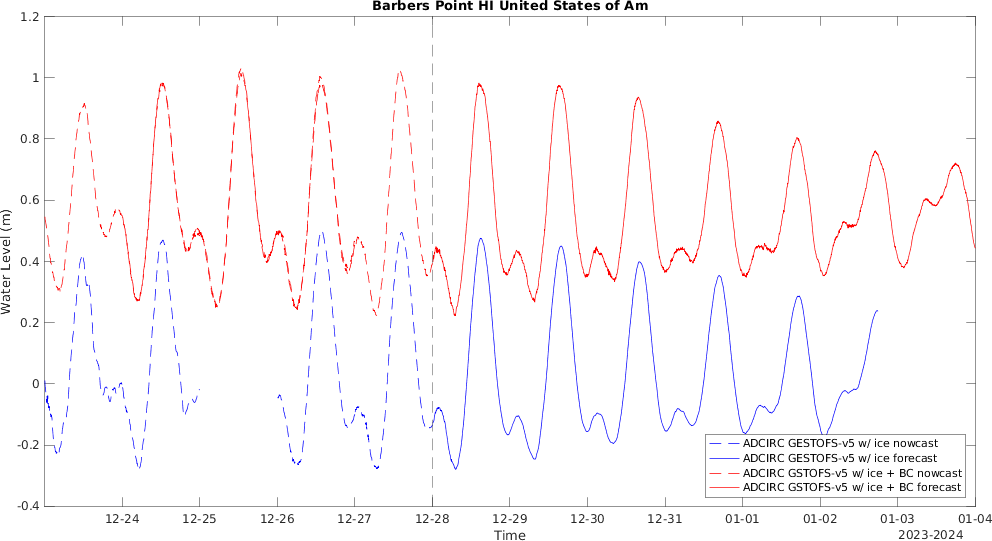 Barbers Point HI United States of Am
1.2
1
0.8
0.6
0.4
0.2
0
-0.2
-0.4
Water Level (m)
12-24 12-25 12-26 12-27 12-28 12-29 12-30 12-31 01-01 01-02 01-03 01-04
Time
2023-2024
ADCIRC GESTOFS-v5 w/ ice nowcast
ADCIRC GESTOFS-v5 w/ ice forecast
ADCIRC GSTOFS-v5 w/ ice + BC nowcast
ADCIRC GSTOFS-v5 w/ ice + BC forecast